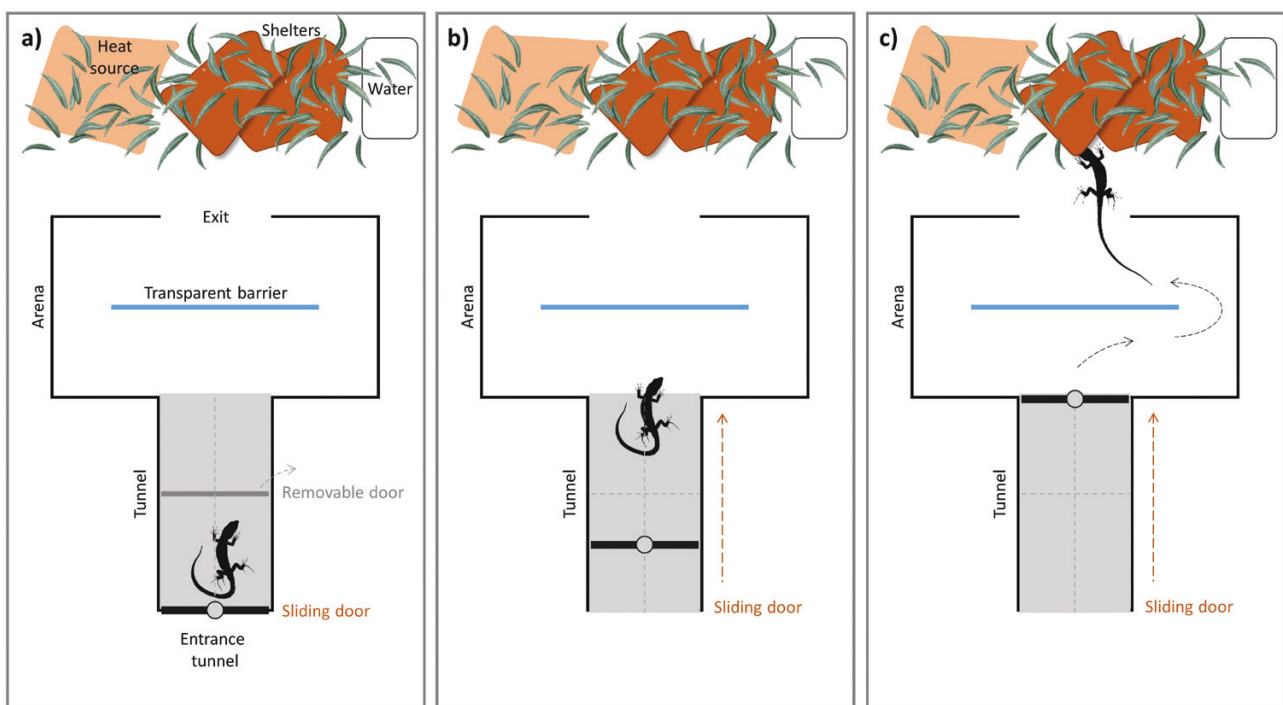 a)
Heat
source
Shelters
Water
Exit
Transparent barrier
Arena
Tunnel
Removable door
Sliding door
Entrance
tunnel
b)
Arena
Tunnel
Sliding door
c)
Arena
Tunnel
Sliding door